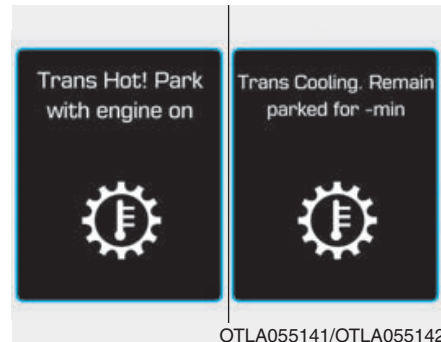 Trans Hot! Park
with engine on
Trans Cooling. Remain
parked for -min
OTLA055141/OTLA055142